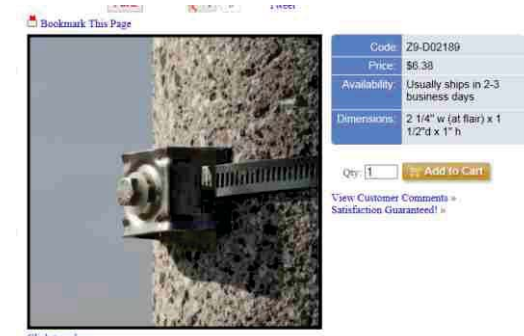 Tweet
Bookmark This Page
Code: Z9-D02189
Price: $6.38
Availability: Usually ships in 2-3
business days
Dimensions: 2 1/4" w (at flair) x 1
1/2"d x 1" h
Qty: 1 Add to Cart
View Customer Comments »
Satisfaction Guaranteed! »